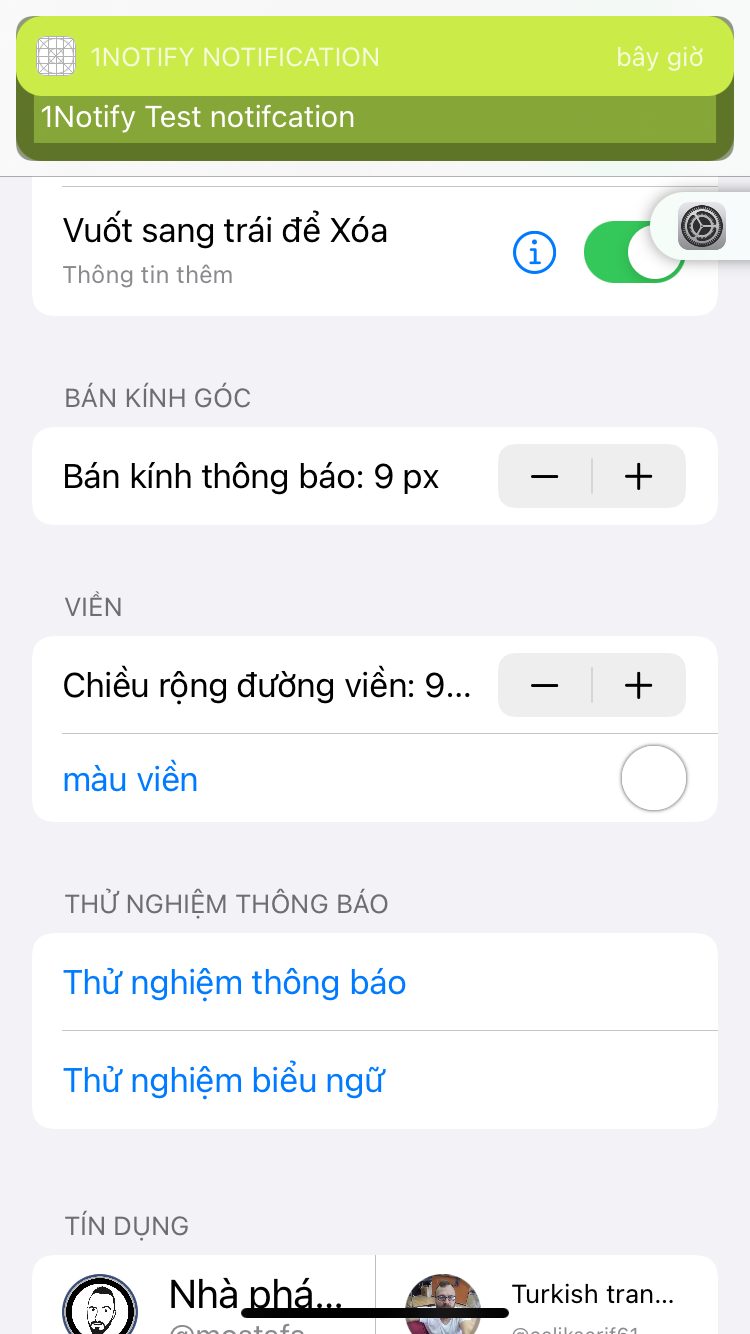 1NOTIFY NOTIFICATION bây giờ
1Notify Test notifcation
Vuốt sang trái để Xóa
Thông tin thêm
BÁN KÍNH GÓC
Bán kính thông báo: 9 px
VIỀN
Chiều rộng đường viền: 9...
màu viền
THỬ NGHIỆM THÔNG BÁO
Thử nghiệm thông báo
Thử nghiệm biểu ngữ
TÍN DỤNG
Nhà phá...
Turkish tran...